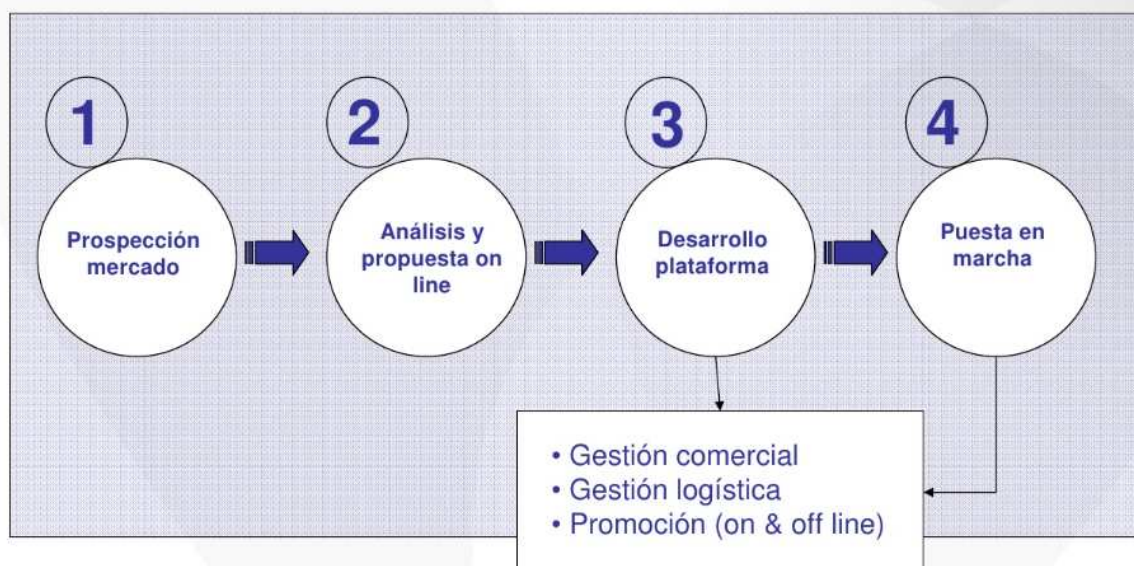 1
Prospección
mercado
2
Análisis y
propuesta on
line
3
Desarrollo
plataforma
4
Puesta en
marcha
• Gestión comercial
• Gestión logística
• Promoción (on & off line)